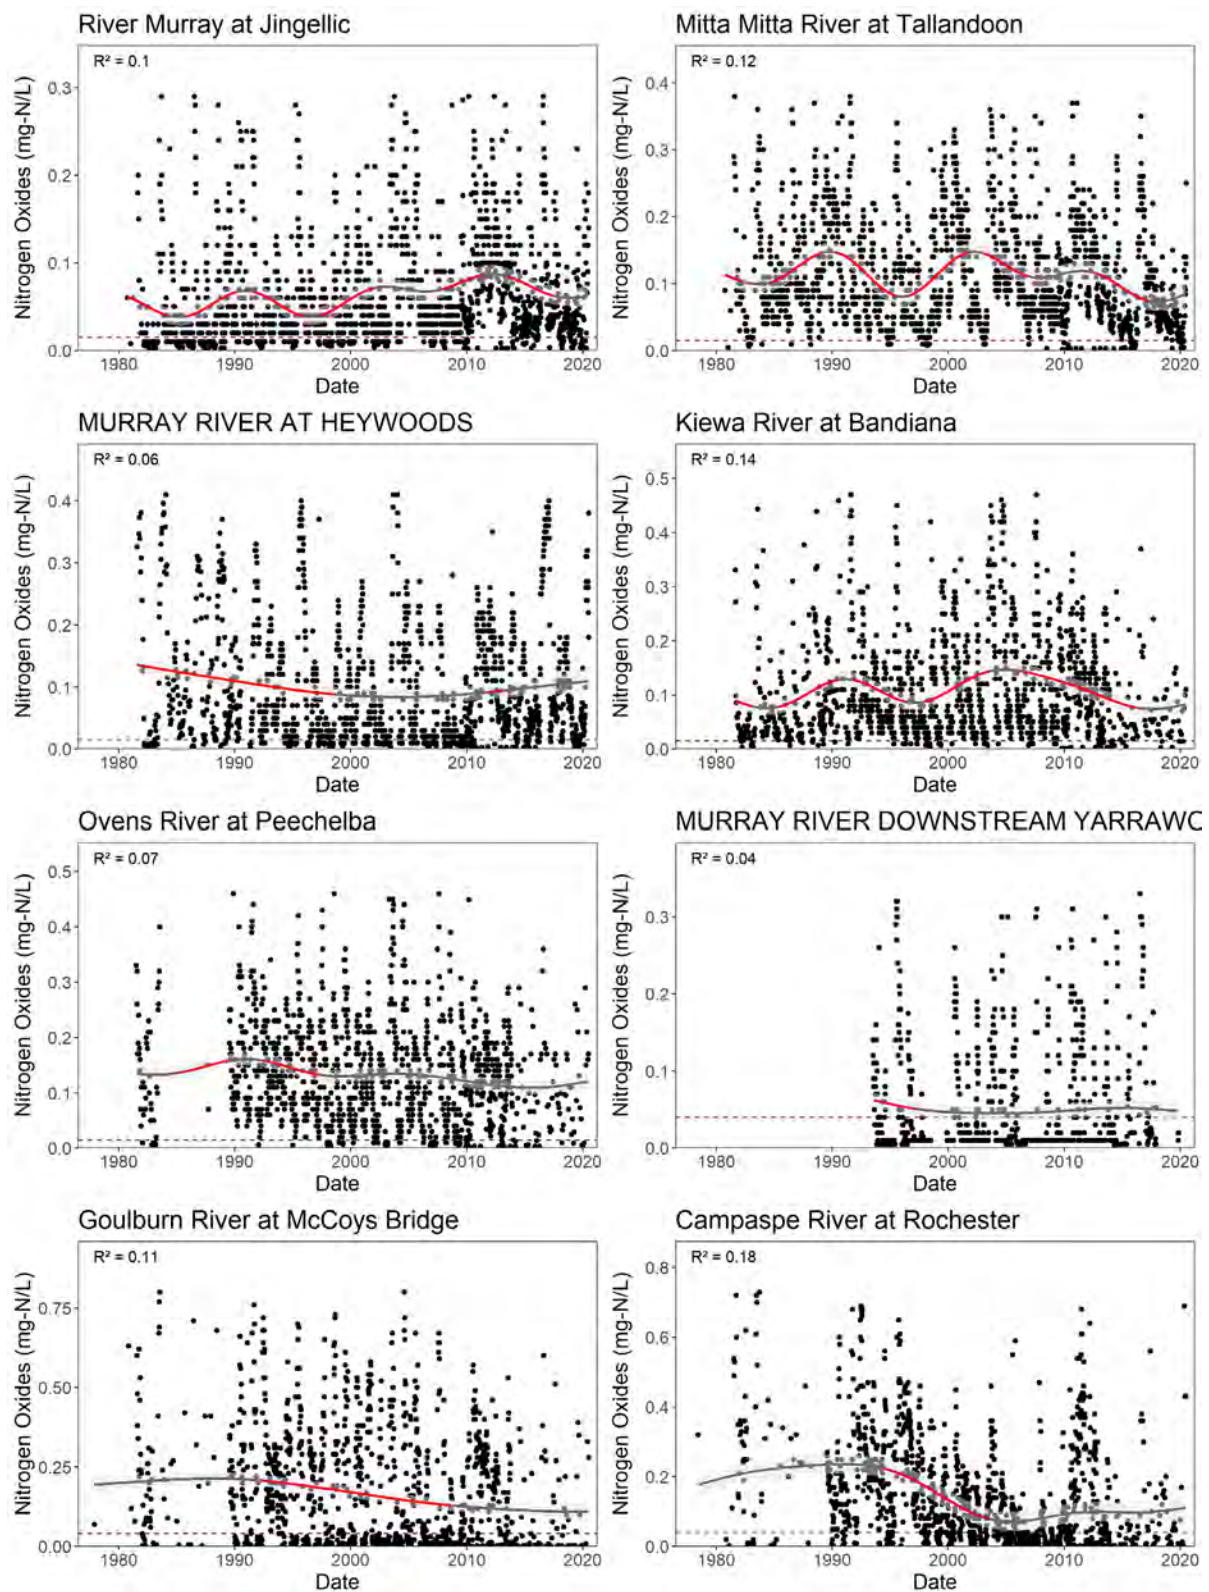 River Murray at Jingellic
R² = 0.1
Nitrogen Oxides (mg-N/L)
0.3
0.2
0.1
0.0
1980 1990 2000 2010 2020
Date
Mitta Mitta River at Tallandoon
R² = 0.12
Nitrogen Oxides (mg-N/L)
0.4
0.3
0.2
0.1
0.0
1980 1990 2000 2010 2020
Date
MURRAY RIVER AT HEYWOODS
R² = 0.06
Nitrogen Oxides (mg-N/L)
0.4
0.3
0.2
0.1
0.0
1980 1990 2000 2010 2020
Date
Kiewa River at Bandiana
R² = 0.14
Nitrogen Oxides (mg-N/L)
0.5
0.4
0.3
0.2
0.1
0.0
1980 1990 2000 2010 2020
Date
Ovens River at Peechelba
R² = 0.07
Nitrogen Oxides (mg-N/L)
0.5
0.4
0.3
0.2
0.1
0.0
1980 1990 2000 2010 2020
Date
MURRAY RIVER DOWNSTREAM YARRAWO
R² = 0.04
Nitrogen Oxides (mg-N/L)
0.3
0.2
0.1
0.0
1980 1990 2000 2010 2020
Date
Goulburn River at McCoys Bridge
R² = 0.11
Nitrogen Oxides (mg-N/L)
0.75
0.50
0.25
0.00
1980 1990 2000 2010 2020
Date
Campaspe River at Rochester
R² = 0.18
Nitrogen Oxides (mg-N/L)
0.8
0.6
0.4
0.2
0.0
1980 1990 2000 2010 2020
Date